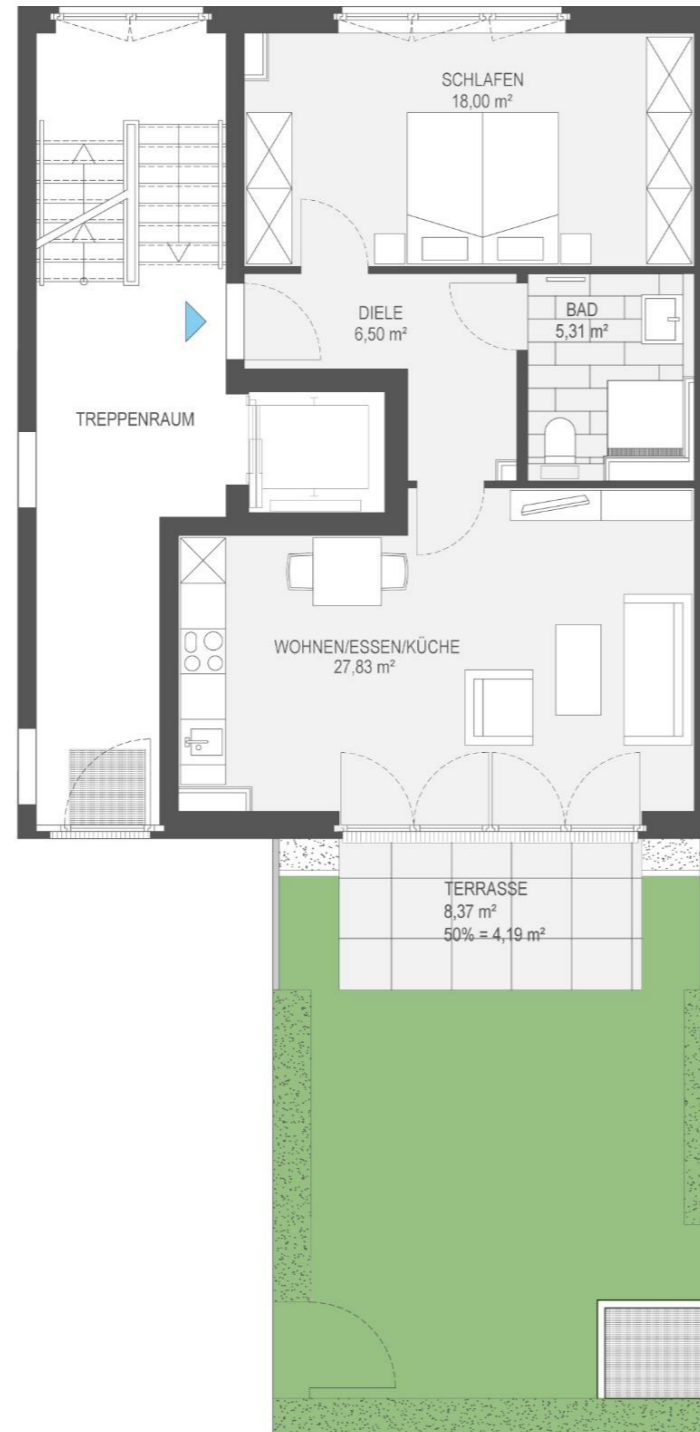 SCHLAFEN
18,00 m²
DIELE
6,50 m²
BAD
5,31 m²
TREPPENRAUM
WOHNEN/ESSEN/KÜCHE
27,83 m²
TERRASSE
8,37 m²
50% = 4,19 m²